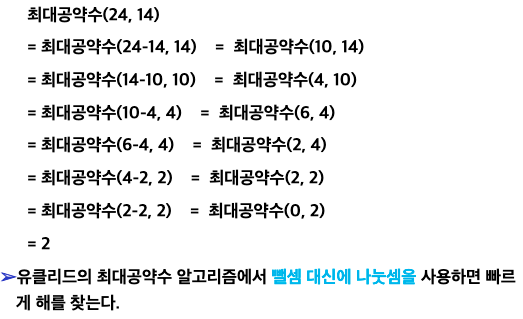 최대공약수(24, 14)
= 최대공약수(24-14, 14) = 최대공약수(10, 14)
= 최대공약수(14-10, 10) = 최대공약수(4, 10)
= 최대공약수(10-4, 4) = 최대공약수(6, 4)
= 최대공약수(6-4, 4) = 최대공약수(2, 4)
= 최대공약수(4-2, 2) = 최대공약수(2, 2)
= 최대공약수(2-2, 2) = 최대공약수(0, 2)
= 2
➢유클리드의 최대공약수 알고리즘에서 뺄셈 대신에 나눗셈을 사용하면 빠르
게 해를 찾는다.